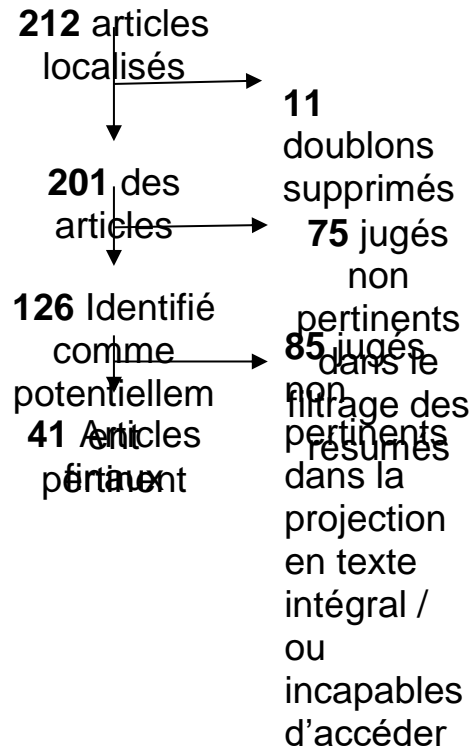 212 articles
localisés
11
doublons
supprimés
201 des
articles
75 jugés
non
pertinents
dans le
filtrage des
résumés
126 Identifié
comme
potentiellem
ent
pertinent
85 jugés
non
pertinents
dans la
projection
en texte
intégral /
ou
incapables
d’accéder
41 Articles
finaux